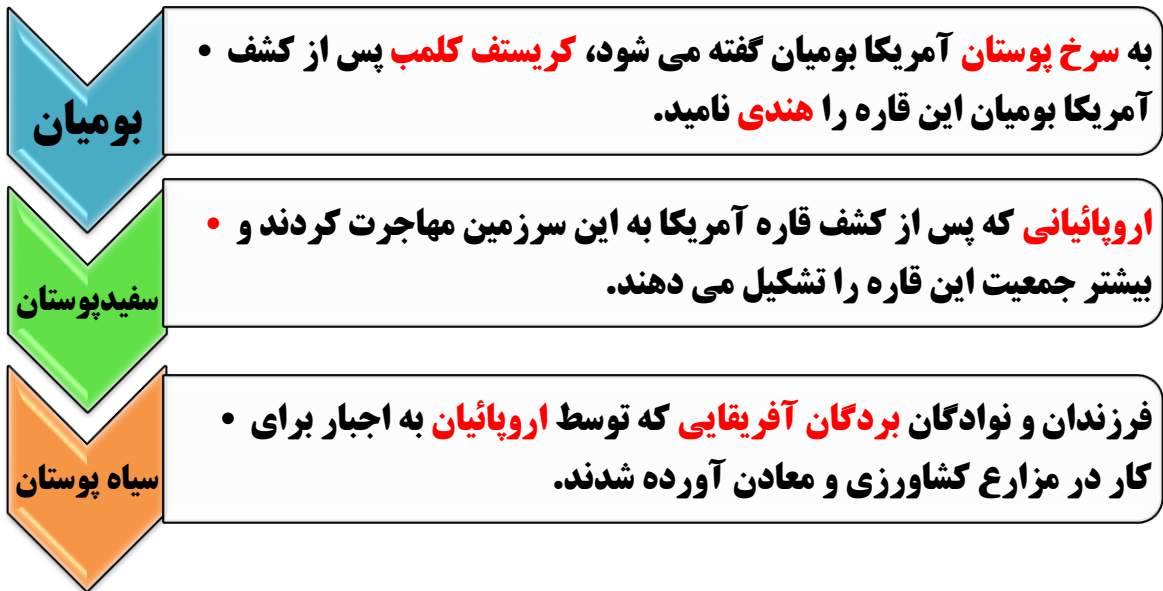 بومیان
به سرخ پوستان آمریکا بومیان گفته می شود، کریستف کلمب پس از کشف •
آمریکا بومیان این قاره را هندی نامید.
سفیدپوستان
اروپائیانی که پس از کشف قاره آمریکا به این سرزمین مهاجرت کردند و •
بیشتر جمعیت این قاره را تشکیل می دهند.
سیاه پوستان
فرزندان و نوادگان بردگان آفریقایی که توسط اروپائیان به اجبار برای •
کار در مزارع کشاورزی و معادن آورده شدند.